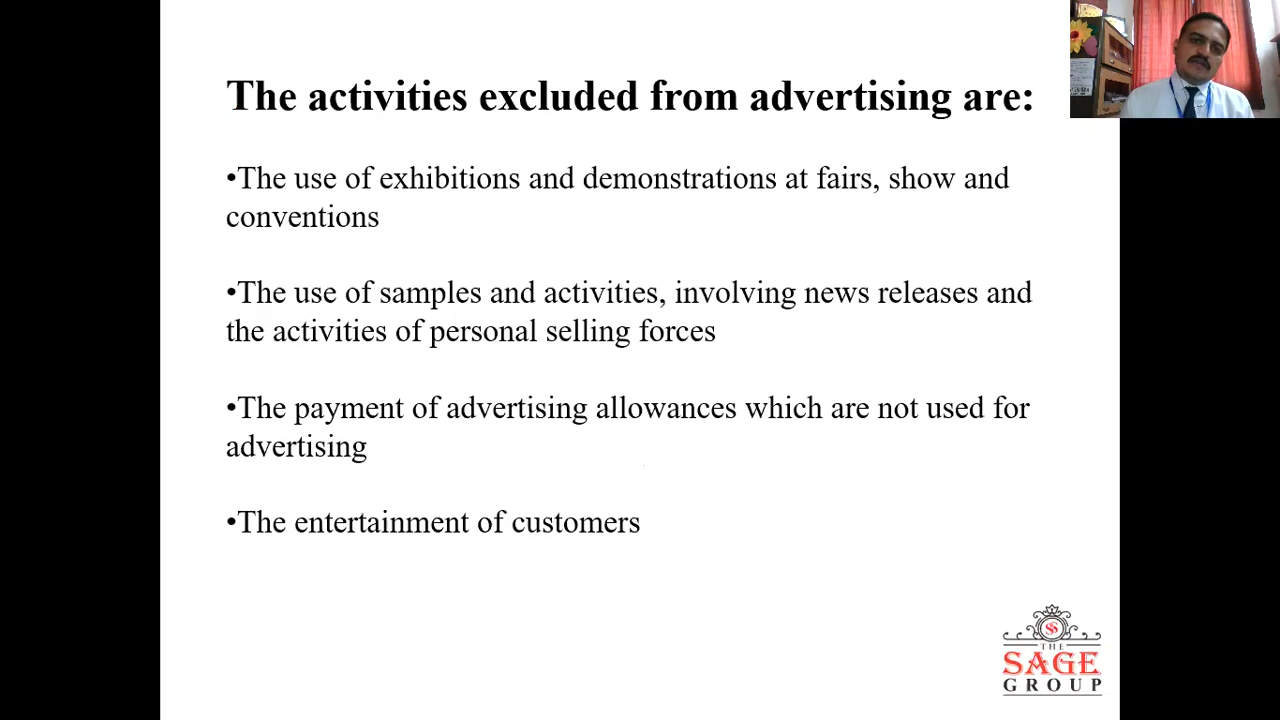 The activities excluded from advertising are:
•The use of exhibitions and demonstrations at fairs, show and
conventions
•The use of samples and activities, involving news releases and
the activities of personal selling forces
•The payment of advertising allowances which are not used for
advertising
•The entertainment of customers
THE
SAGE
GROUP